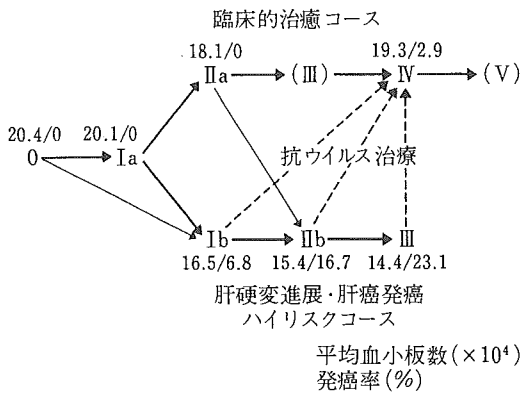 臨床的治癒コース
18.1/0
19.3/2.9
Ⅱa
(Ⅲ)
Ⅳ
(Ⅴ)
20.4/0
20.1/0
0
Ⅰa
抗ウイルス治療
Ⅰb
Ⅱb
Ⅲ
16.5/6.8
15.4/16.7
14.4/23.1
肝硬変進展・肝癌発癌
ハイリスクコース
平均血小板数(×10⁴)
発癌率(%)